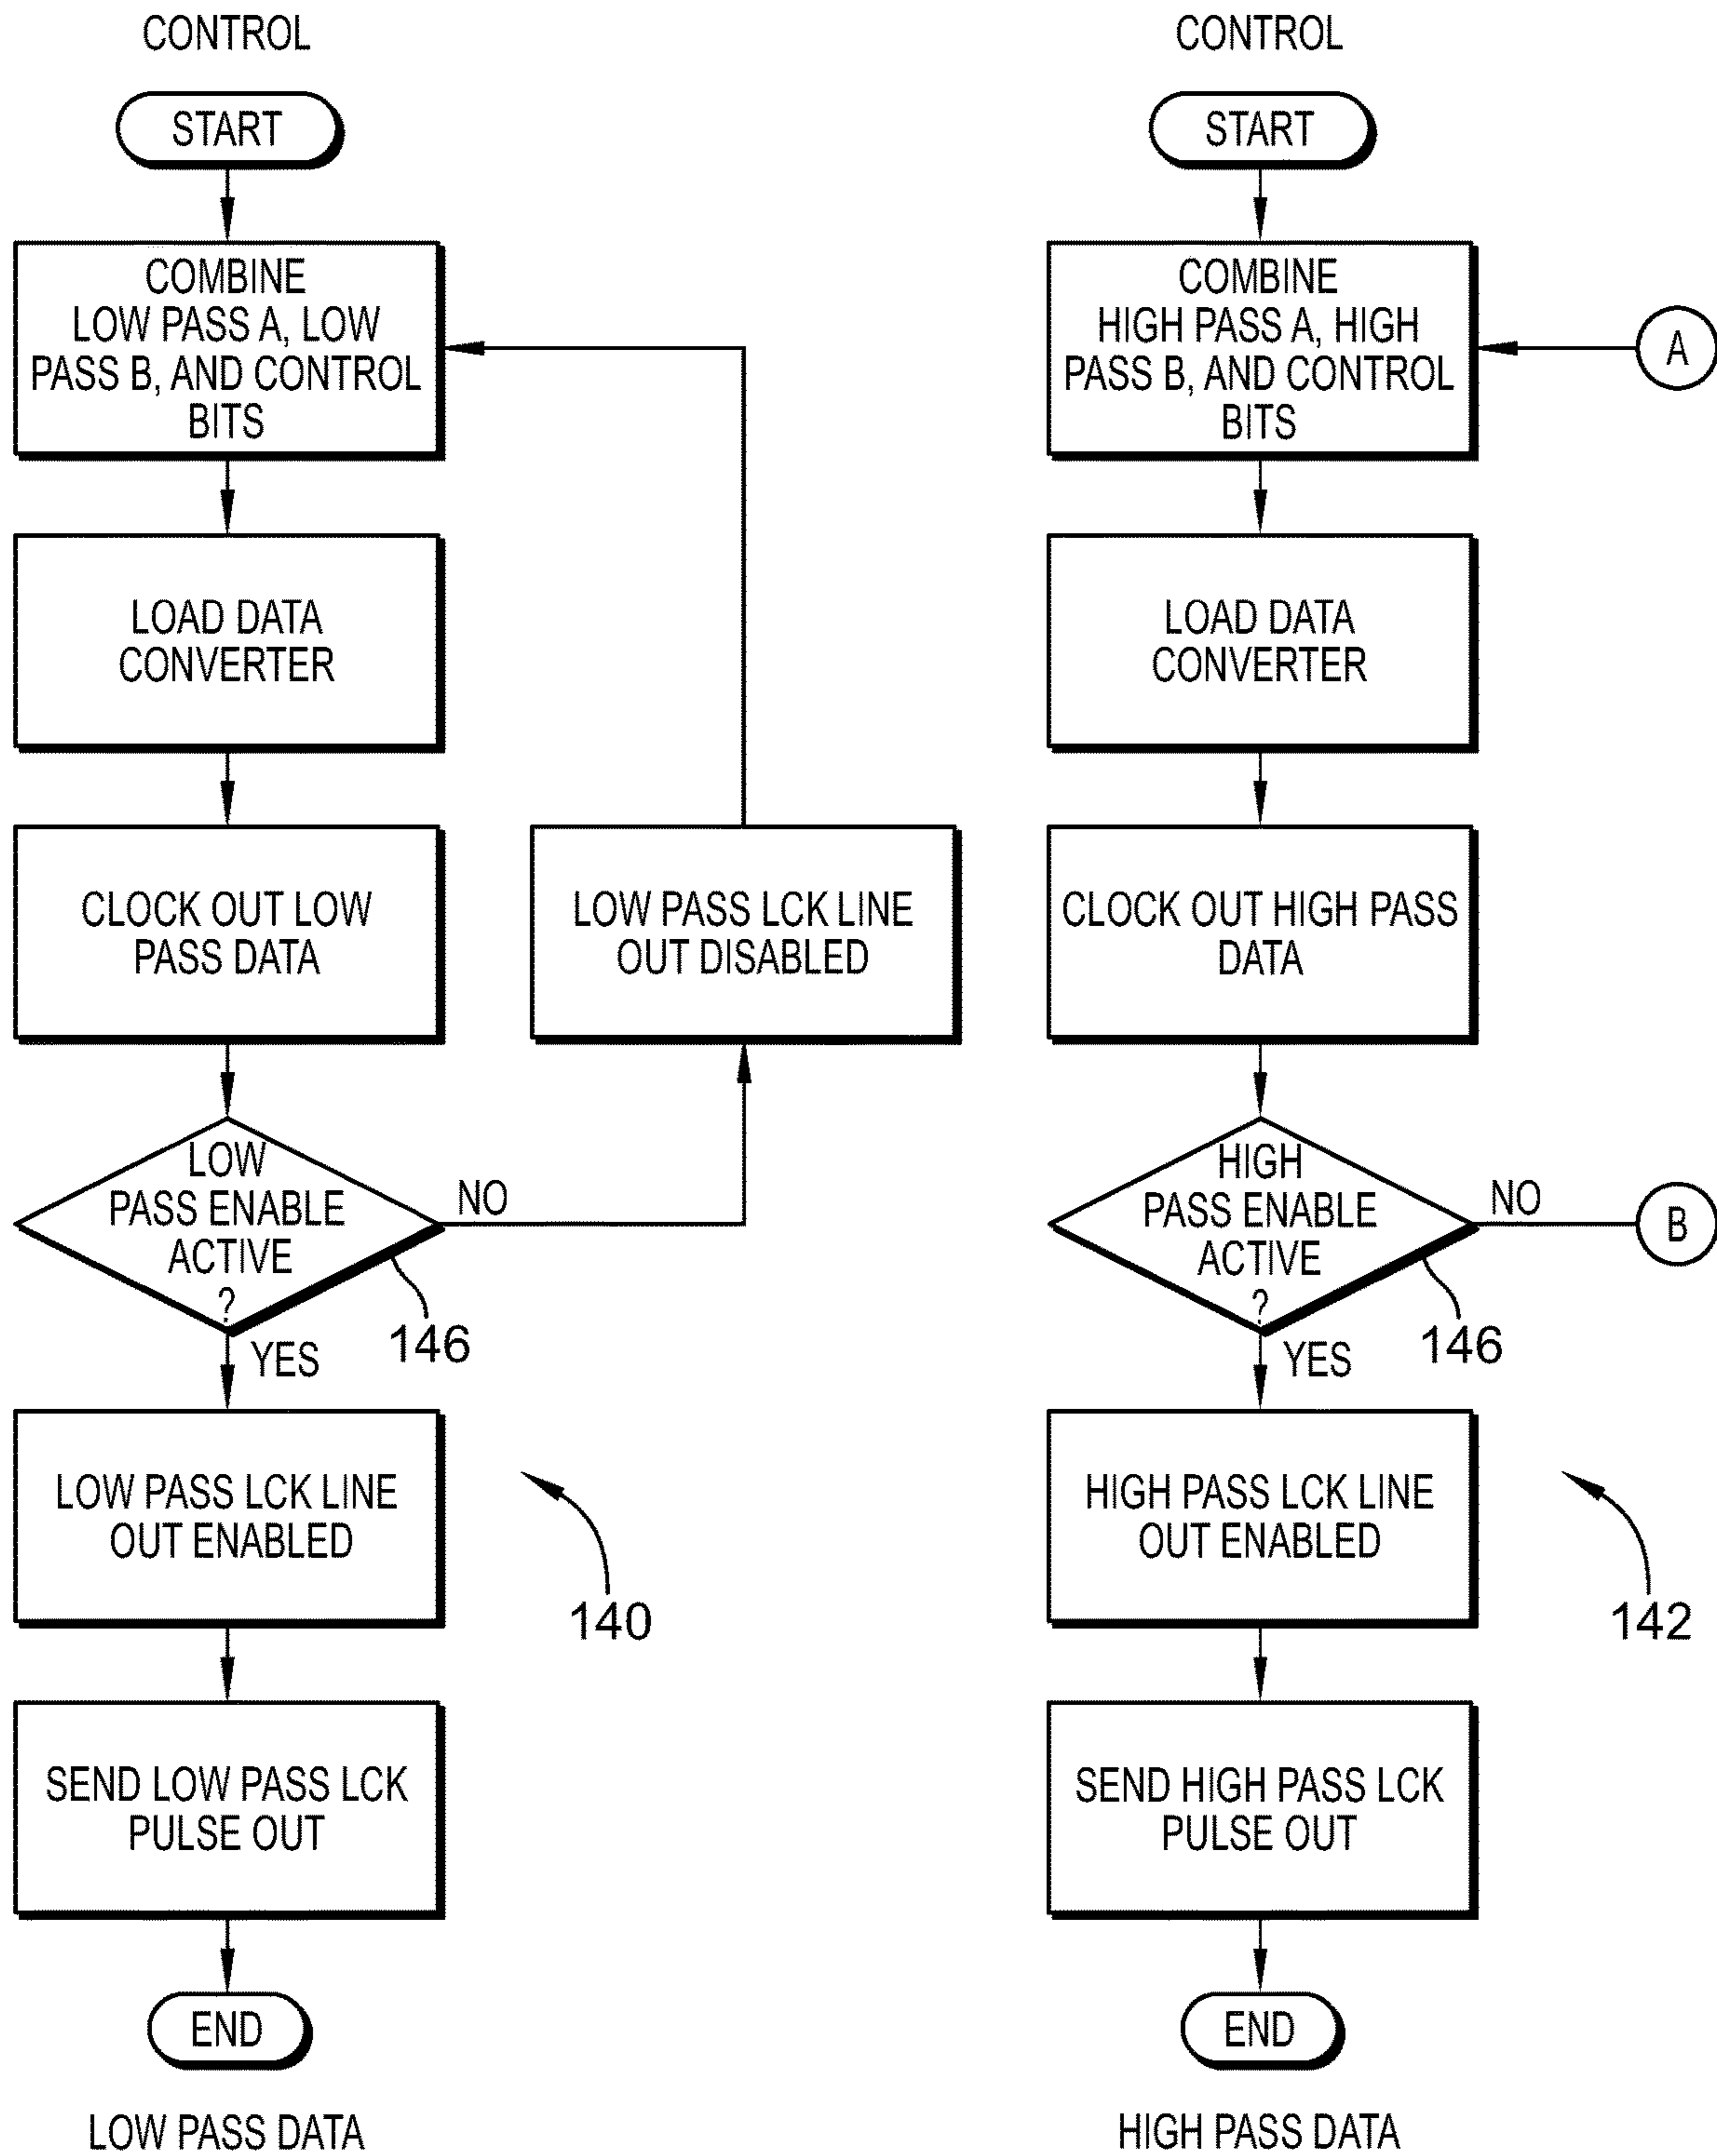 CONTROL
START
COMBINE
LOW PASS A, LOW
PASS B, AND CONTROL
BITS
LOAD DATA
CONVERTER
CLOCK OUT LOW
PASS DATA
LOW PASS LCK LINE
OUT DISABLED
LOW
PASS ENABLE
ACTIVE
?
NO
146
YES
LOW PASS LCK LINE
OUT ENABLED
140
SEND LOW PASS LCK
PULSE OUT
END
LOW PASS DATA
CONTROL
START
COMBINE
HIGH PASS A, HIGH
PASS B, AND CONTROL
BITS
A
LOAD DATA
CONVERTER
CLOCK OUT HIGH PASS
DATA
HIGH
PASS ENABLE
ACTIVE
?
NO
B
146
YES
HIGH PASS LCK LINE
OUT ENABLED
142
SEND HIGH PASS LCK
PULSE OUT
END
HIGH PASS DATA